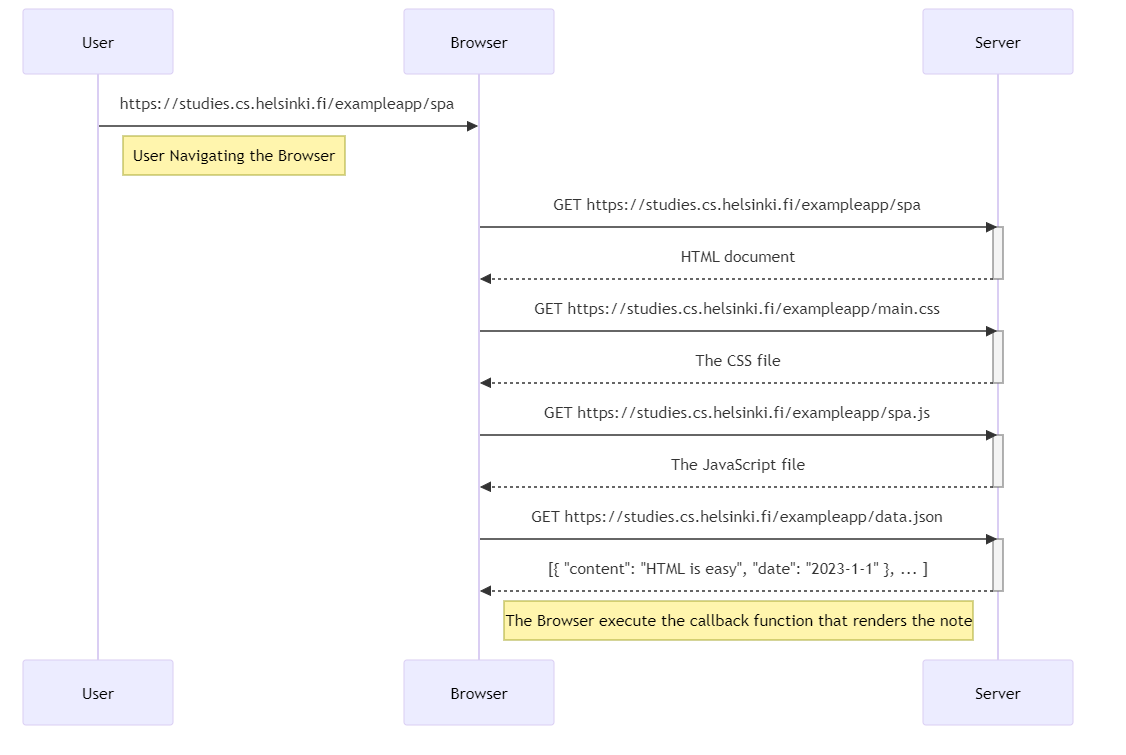 User
Browser
Server
https://studies.cs.helsinki.fi/exampleapp/spa
User Navigating the Browser
GET https://studies.cs.helsinki.fi/exampleapp/spa
HTML document
GET https://studies.cs.helsinki.fi/exampleapp/main.css
The CSS file
GET https://studies.cs.helsinki.fi/exampleapp/spa.js
The JavaScript file
GET https://studies.cs.helsinki.fi/exampleapp/data.json
[{ "content": "HTML is easy", "date": "2023-1-1" }, ... ]
The Browser execute the callback function that renders the note
User
Browser
Server